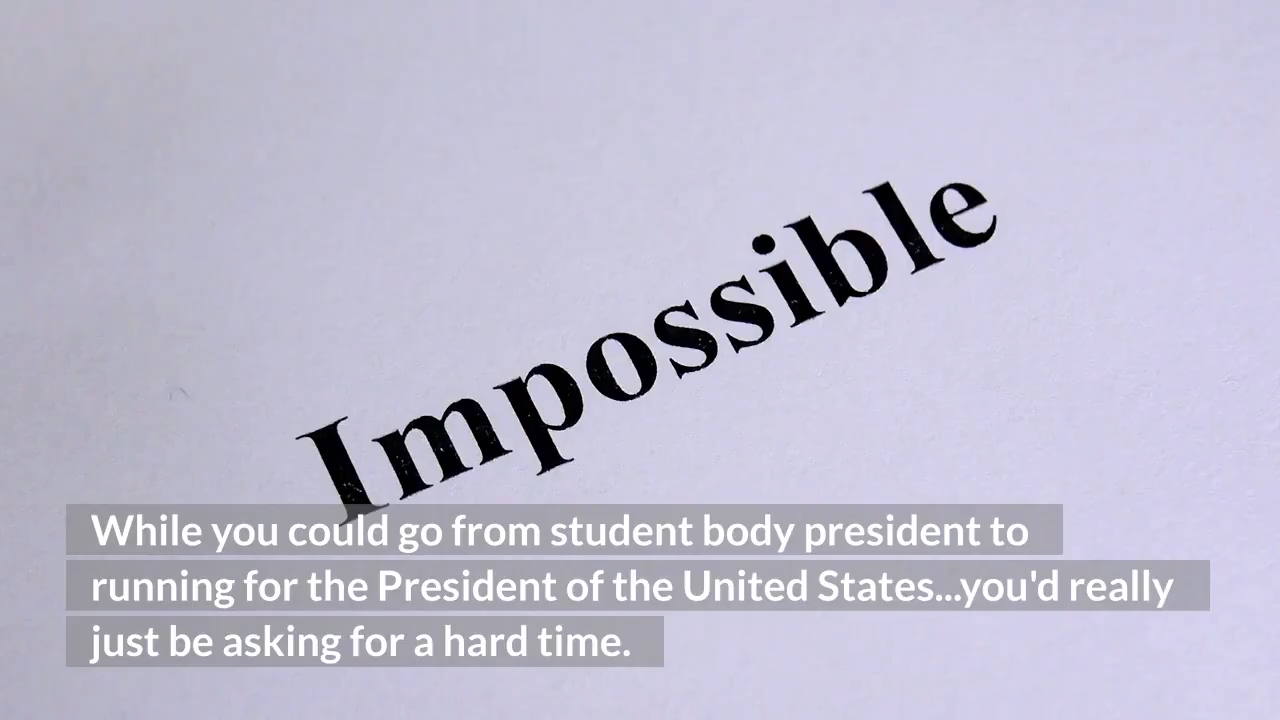 Impossible
While you could go from student body president to
running for the President of the United States...you'd really
just be asking for a hard time.